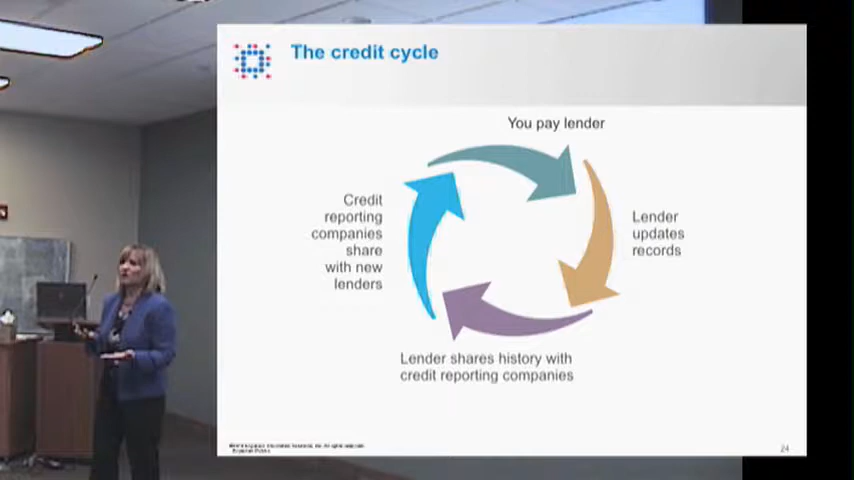 The credit cycle
You pay lender
Lender
updates
records
Lender shares history with
credit reporting companies
Credit
reporting
companies
share
with new
lenders
24